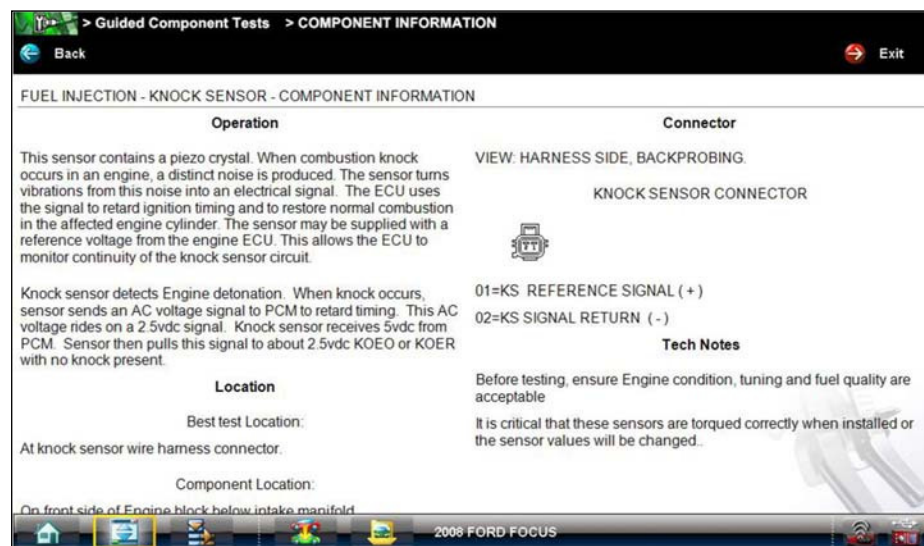 > Guided Component Tests > COMPONENT INFORMATION
Back
Exit
FUEL INJECTION - KNOCK SENSOR - COMPONENT INFORMATION
Operation
This sensor contains a piezo crystal. When combustion knock
occurs in an engine, a distinct noise is produced. The sensor turns
vibrations from this noise into an electrical signal. The ECU uses
the signal to retard ignition timing and to restore normal combustion
in the affected engine cylinder. The sensor may be supplied with a
reference voltage from the engine ECU. This allows the ECU to
monitor continuity of the knock sensor circuit.
Knock sensor detects Engine detonation. When knock occurs,
sensor sends an AC voltage signal to PCM to retard timing. This AC
voltage rides on a 2.5vdc signal. Knock sensor receives 5vdc from
PCM. Sensor then pulls this signal to about 2.5vdc KOEO or KOER
with no knock present.
Location
Best test Location:
At knock sensor wire harness connector.
Component Location:
On front side of Engine block below intake manifold
Connector
VIEW: HARNESS SIDE, BACKPROBING.
KNOCK SENSOR CONNECTOR
01=KS REFERENCE SIGNAL ( + )
02=KS SIGNAL RETURN ( - )
Tech Notes
Before testing, ensure Engine condition, tuning and fuel quality are
acceptable
It is critical that these sensors are torqued correctly when installed or
the sensor values will be changed..
2008 FORD FOCUS